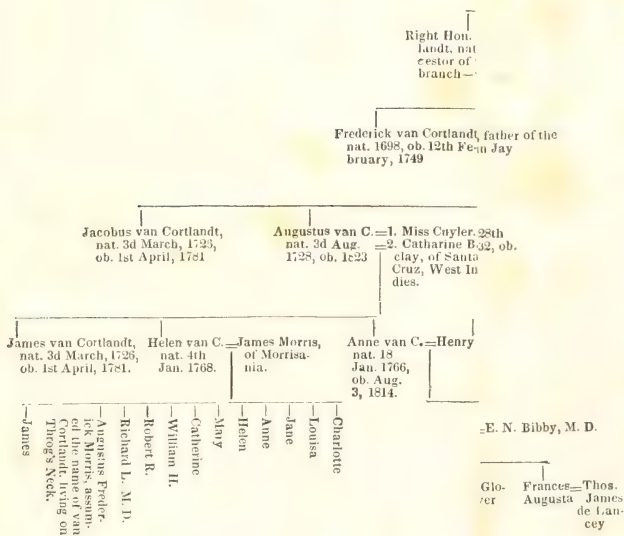 Right Hon.
landt, nat
cestor of
branch—
Frederick van Cortlandt, father of the
nat. 1698, ob. 12th Fe-in Jay
bruary, 1749
Jacobus van Cortlandt,
nat. 3d March, 1726,
ob. 1st April, 1781
Augustus van C.=1. Miss Cuyler. 28th
nat. 3d Aug. =2. Catharine B 32, ob.
1728, ob. 1823 clay, of Santa
Cruz, West In
dies.
James van Cortlandt,
nat. 3d March, 1726,
ob. 1st April, 1781.
Helen van C.=James Morris,
nat. 4th of Morrisa-
Jan. 1768. nia.
Anne van C.=Henry
nat. 18
Jan. 1766,
ob. Aug.
3, 1814.
—James
—Augustus Freder-
ick Morris, assum-
ed the name of van
Cortlandt, living on
Throg's Neck.
—Richard L. M. D.
—Robert R.
—William H.
—Catherine
—Mary
—Helen
—Anne
—Jane
—Louisa
—Charlotte
=E. N. Bibby, M. D.
Glo- Frances=Thos.
ver Augusta James
de Lan-
cey